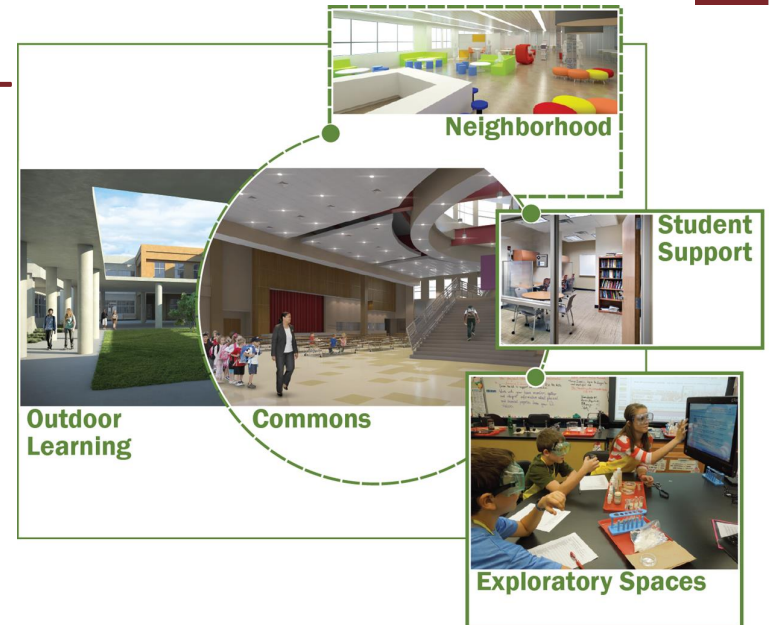 Neighborhood
Student
Support
Outdoor
Learning
Commons
Exploratory Spaces